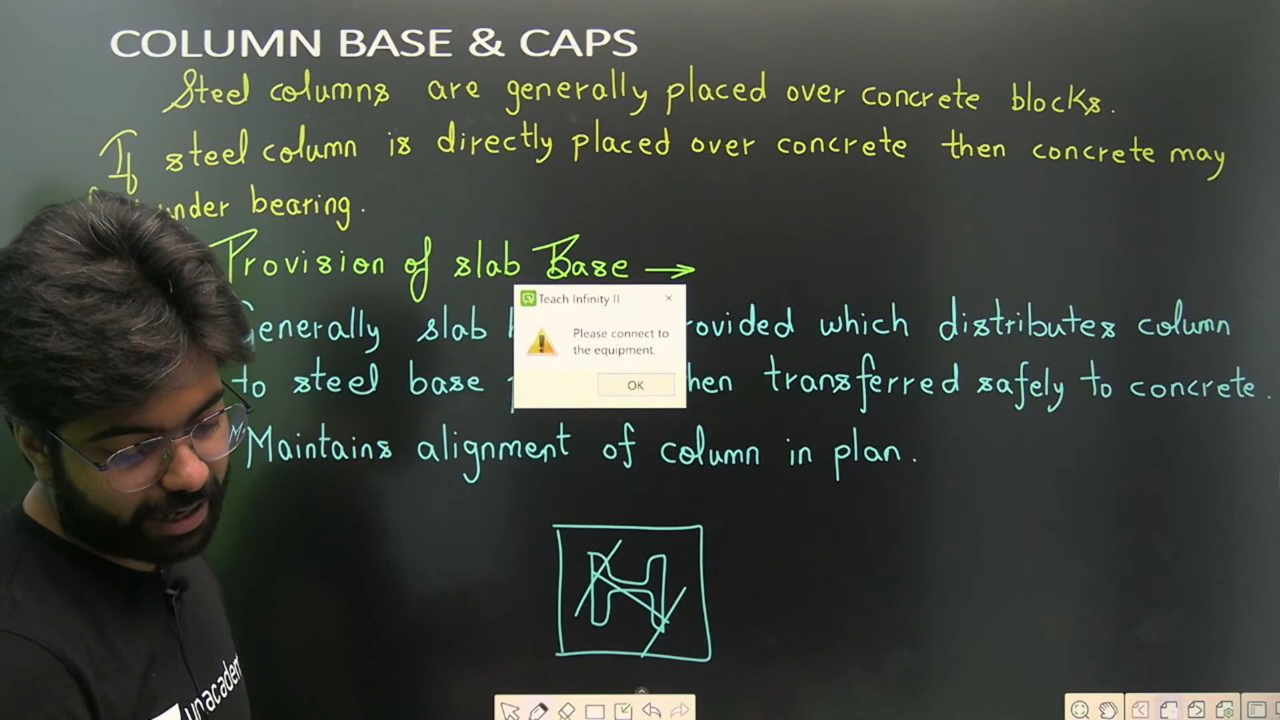 COLUMN BASE & CAPS
Steel columns are generally placed over concrete blocks.
If steel column is directly placed over concrete then concrete may
under bearing.
Provision of slab Base →
Generally slab rovided which distributes column
to steel base hen transferred safely to concrete.
Maintains alignment of column in plan.
Teach Infinity II
Please connect to
the equipment.
OK
unacadem